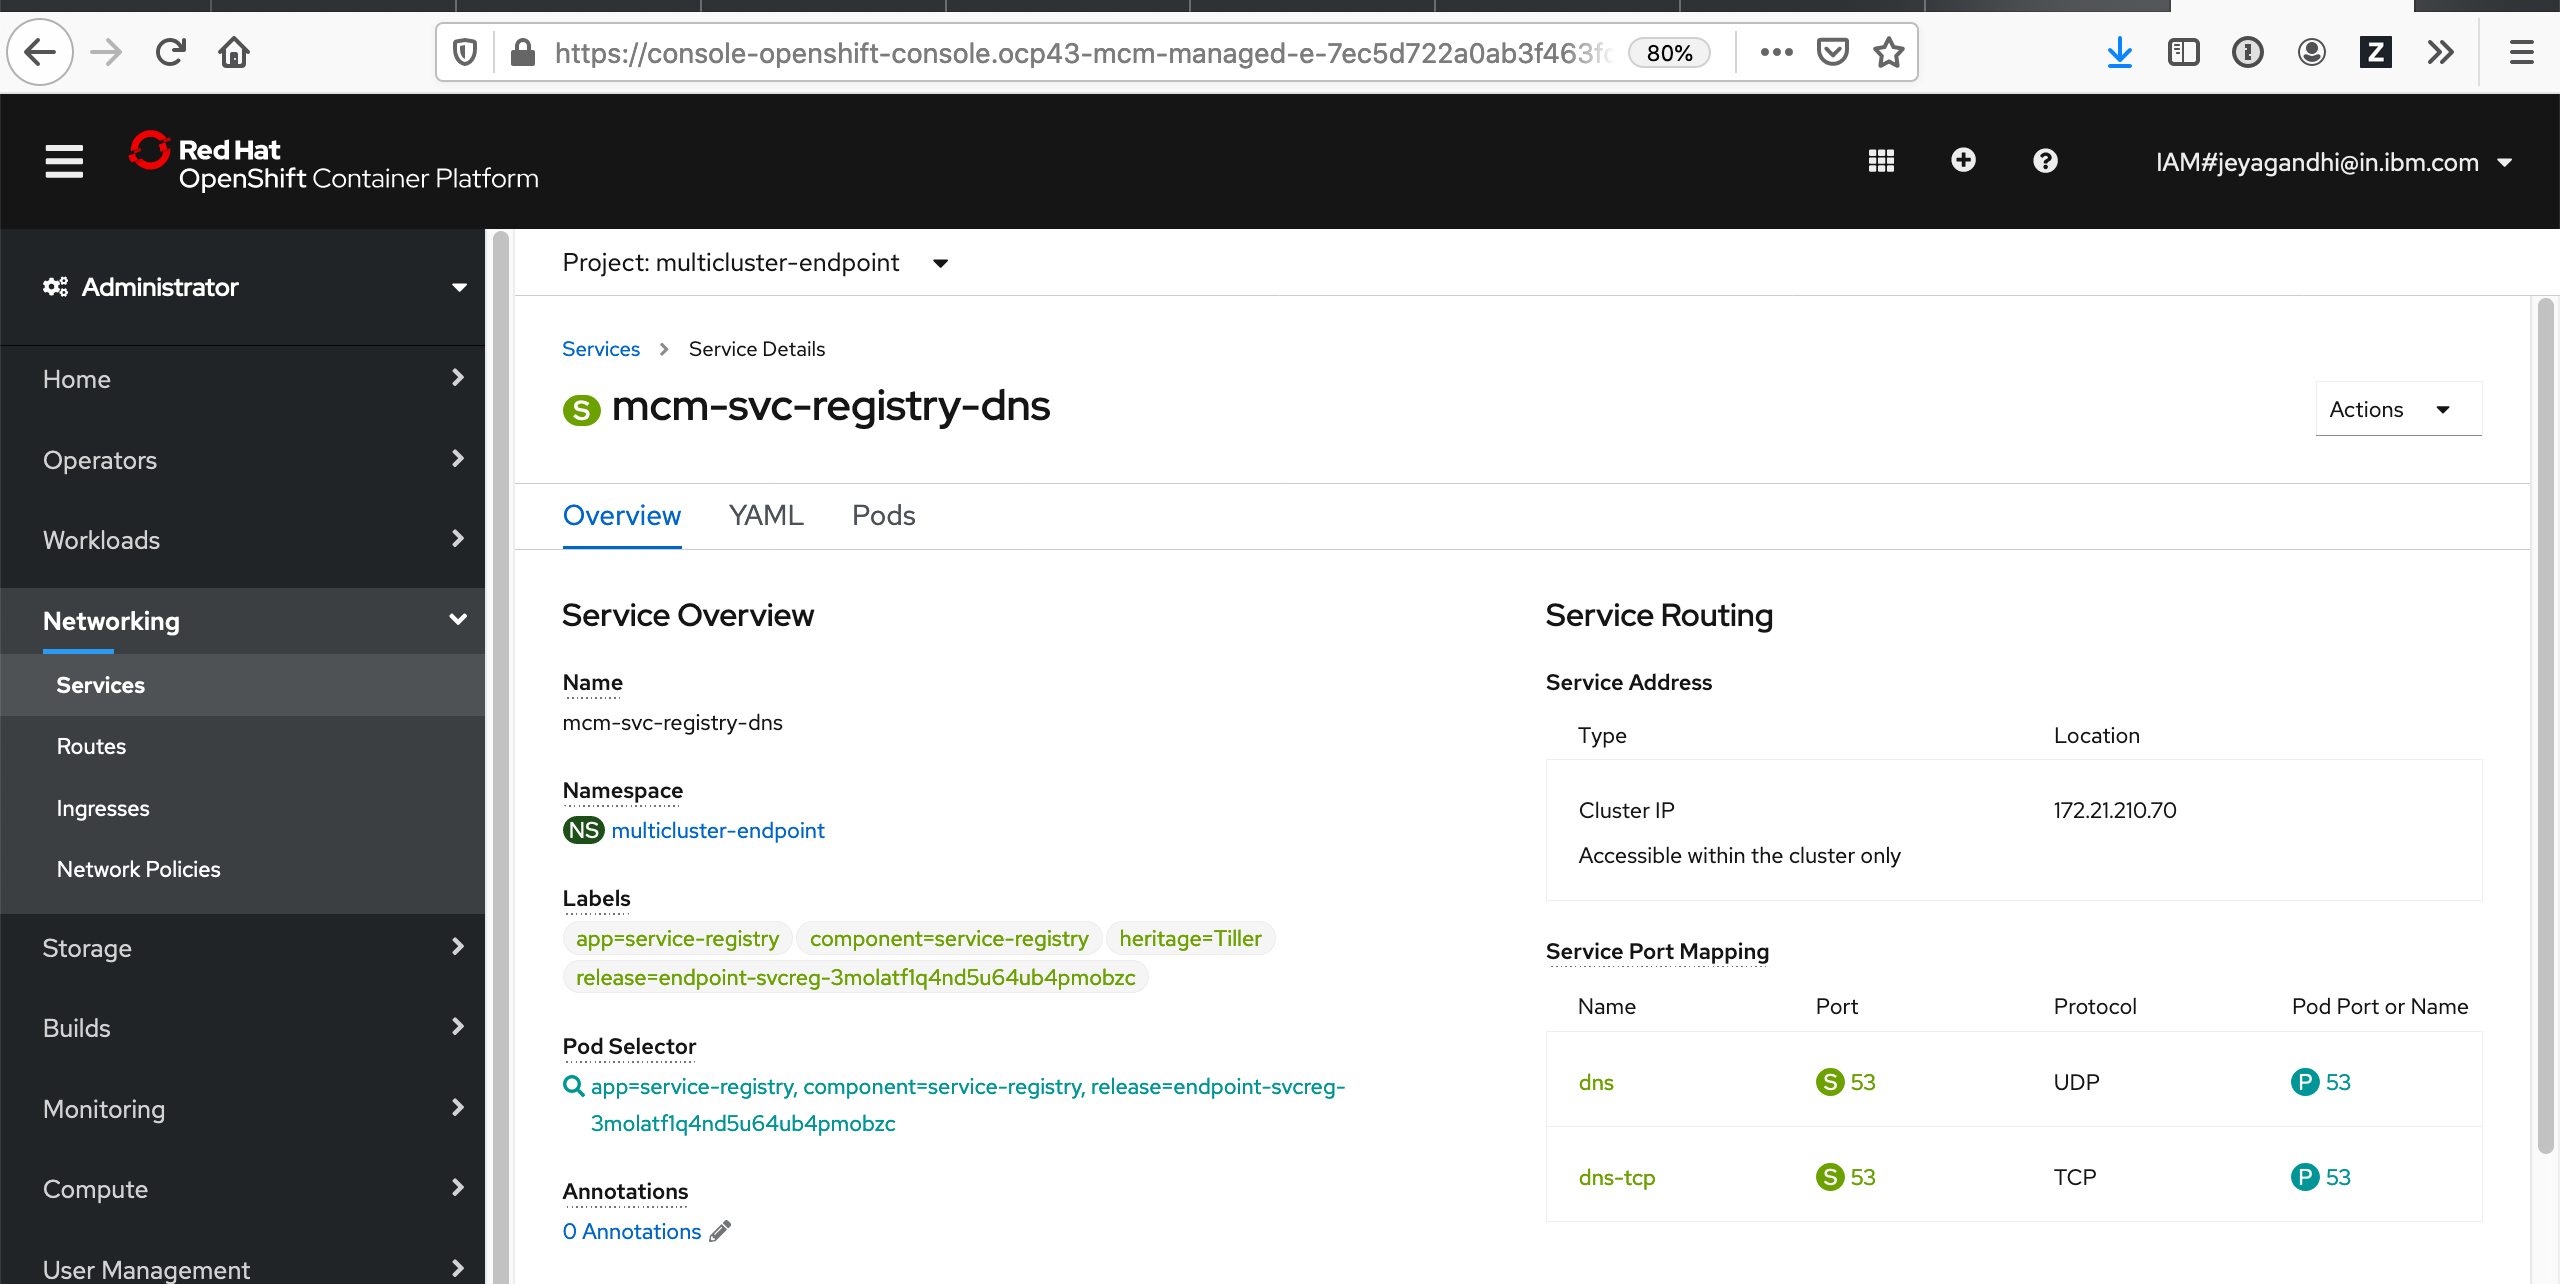 https://console-openshift-console.ocp43-mcm-managed-e-7ec5d722a0ab3f463f
80%
Red Hat
OpenShift Container Platform
IAM#jeyagandhi@in.ibm.com
Administrator
Home
Operators
Workloads
Networking
Services
Routes
Ingresses
Network Policies
Storage
Builds
Monitoring
Compute
User Management
Project: multicluster-endpoint
Services > Service Details
S mcm-svc-registry-dns
Actions
Overview YAML Pods
Service Overview
Name
mcm-svc-registry-dns
Namespace
NS multicluster-endpoint
Labels
app=service-registry component=service-registry heritage=Tiller
release=endpoint-svcreg-3molatf1q4nd5u64ub4pmobzc
Pod Selector
app=service-registry, component=service-registry, release=endpoint-svcreg-
3molatf1q4nd5u64ub4pmobzc
Annotations
0 Annotations
Service Routing
Service Address
Type Location
Cluster IP 172.21.210.70
Accessible within the cluster only
Service Port Mapping
Name Port Protocol Pod Port or Name
dns S 53 UDP P 53
dns-tcp S 53 TCP P 53